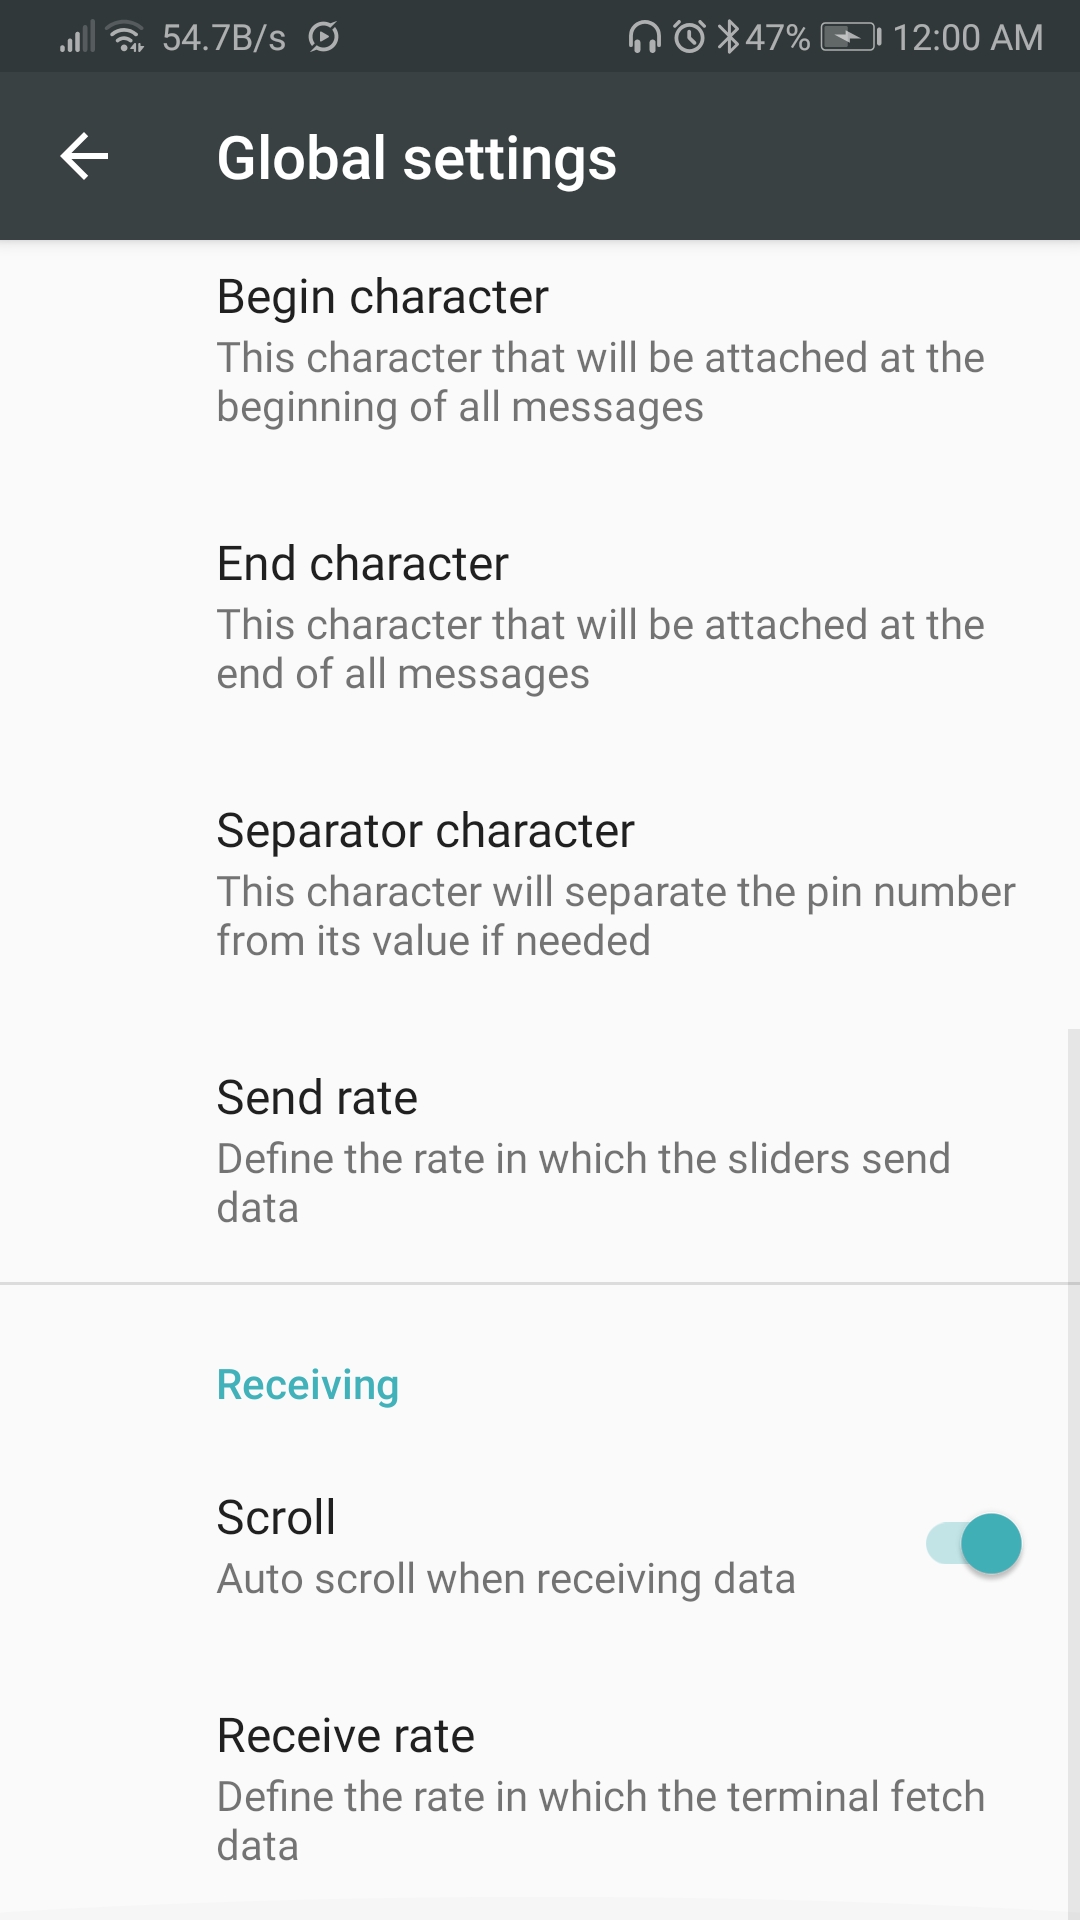 54.7B/s 47% 12:00 AM
Global settings
Begin character
This character that will be attached at the
beginning of all messages
End character
This character that will be attached at the
end of all messages
Separator character
This character will separate the pin number
from its value if needed
Send rate
Define the rate in which the sliders send
data
Receiving
Scroll
Auto scroll when receiving data
Receive rate
Define the rate in which the terminal fetch
data